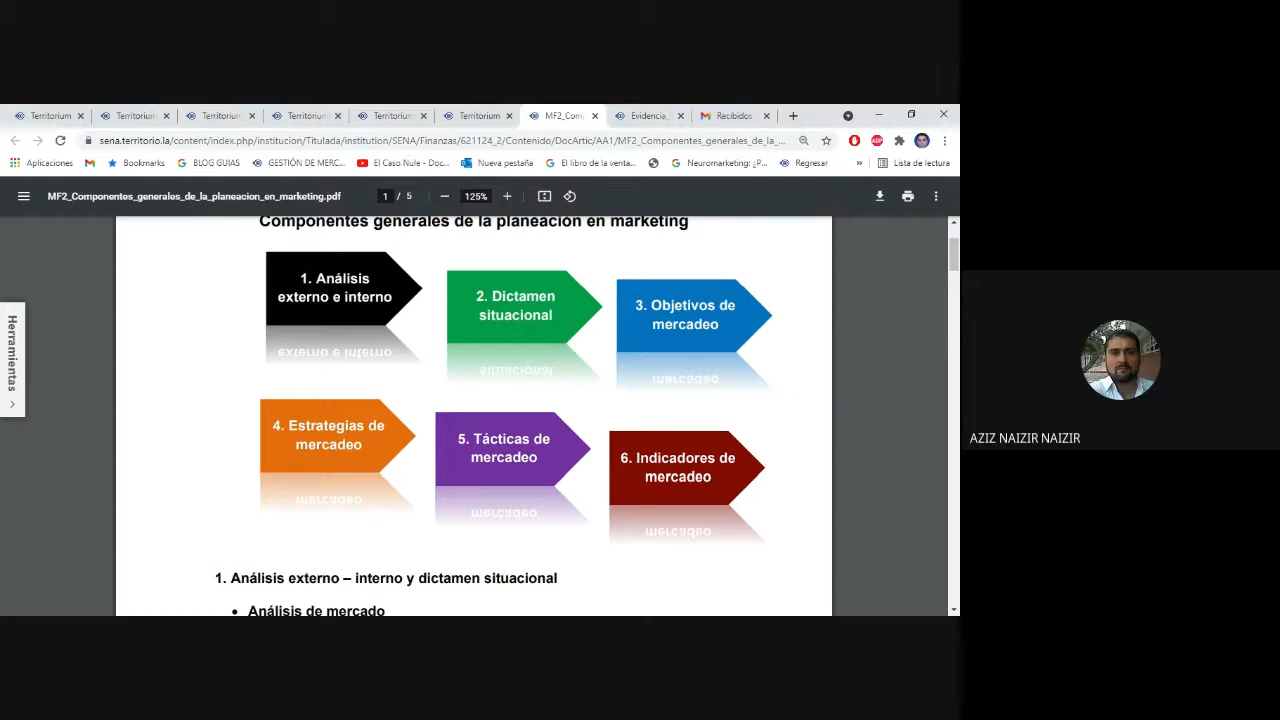 Territorium
Territorium
Territorium
Territorium
Territorium
Territorium
MF2_Com
Evidencia_
Recibidos
sena.territorio.la/content/index.php/institucion/Titulada/institution/SENA/Finanzas/621124_2/Contenido/DocArtic/AA1/MF2_Componentes_generales_de_la_...
Aplicaciones
Bookmarks
BLOG GUIAS
GESTIÓN DE MERC...
El Caso Nule - Doc...
Nueva pestaña
El libro de la venta...
Neuromarketing: ¿P...
Regresar
»
Lista de lectura
MF2_Componentes_generales_de_la_planeacion_en_marketing.pdf
1 / 5
125%
Componentes generales de la planeación en marketing
1. Análisis
externo e interno
2. Dictamen
situacional
3. Objetivos de
mercadeo
4. Estrategias de
mercadeo
5. Tácticas de
mercadeo
6. Indicadores de
mercadeo
1. Análisis externo – interno y dictamen situacional
• Análisis de mercado
Herramientas
AZIZ NAIZIR NAIZIR